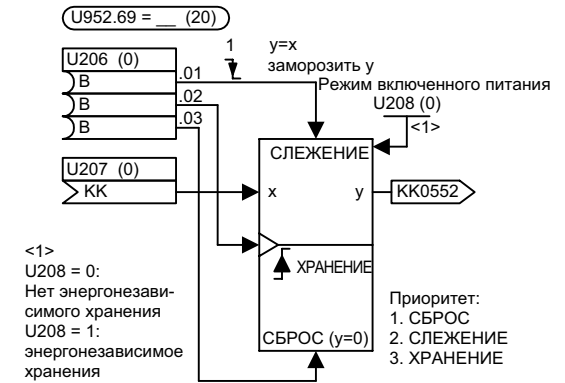 U952.69 = __ (20)
U206 (0)
B .01
B .02
B .03
1 y=x
заморозить y
Режим включенного питания
U208 (0)
<1>
U207 (0)
KK
СЛЕЖЕНИЕ
x y
KK0552
ХРАНЕНИЕ
СБРОС (y=0)
<1>
U208 = 0:
Нет энергонезави-
симого хранения
U208 = 1:
энергонезависимое
хранения
Приоритет:
1. СБРОС
2. СЛЕЖЕНИЕ
3. ХРАНЕНИЕ